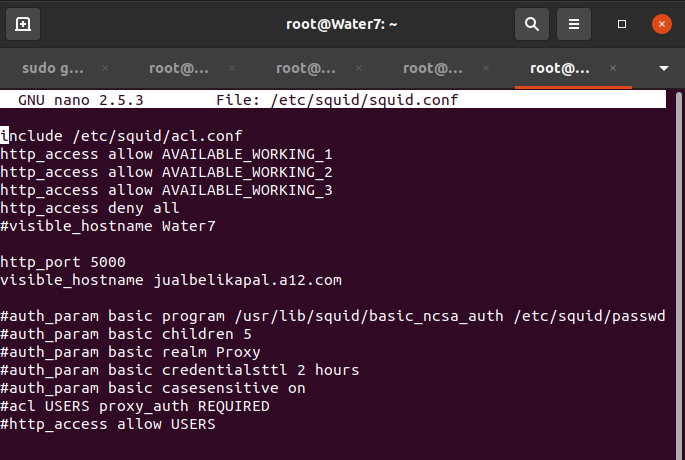 root@Water7: ~
sudo g... × root@... × root@... × root@... × root@... ×
GNU nano 2.5.3 File: /etc/squid/squid.conf
include /etc/squid/acl.conf
http_access allow AVAILABLE_WORKING_1
http_access allow AVAILABLE_WORKING_2
http_access allow AVAILABLE_WORKING_3
http_access deny all
#visible_hostname Water7
http_port 5000
visible_hostname jualbelikapal.a12.com
#auth_param basic program /usr/lib/squid/basic_ncsa_auth /etc/squid/passwd
#auth_param basic children 5
#auth_param basic realm Proxy
#auth_param basic credentialsttl 2 hours
#auth_param basic casesensitive on
#acl USERS proxy_auth REQUIRED
#http_access allow USERS